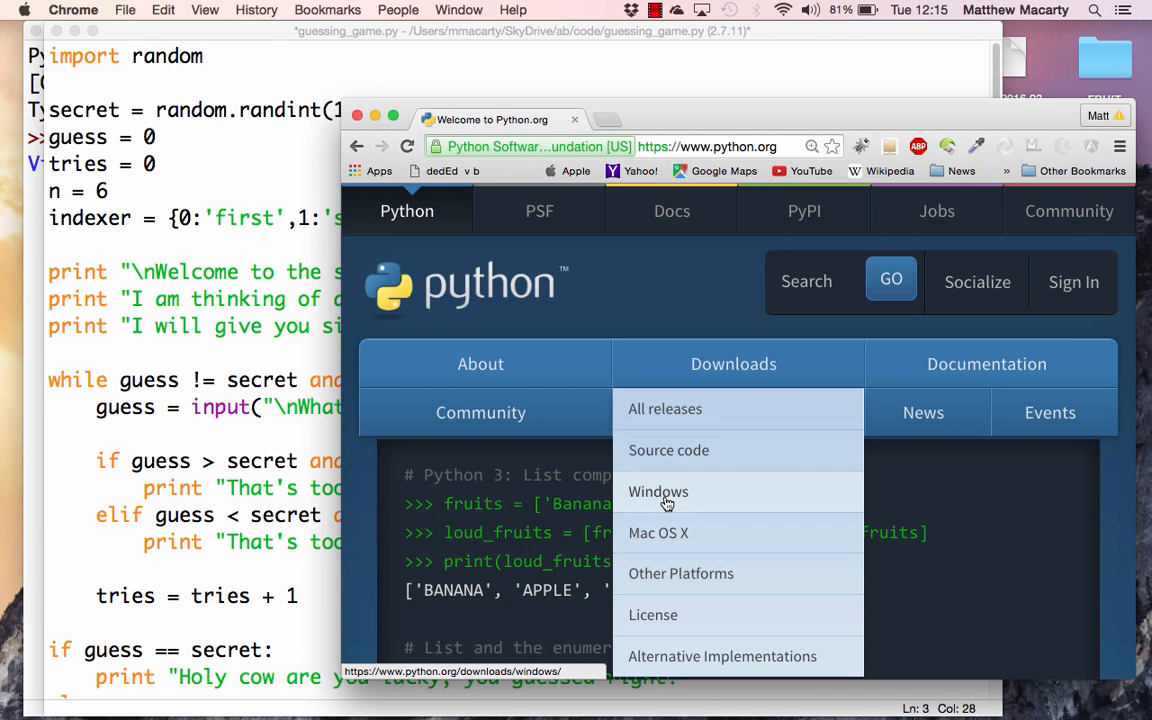 Chrome File Edit View History Bookmarks People Window Help 81% Tue 12:15 Matthew Macarty
*guessing_game.py - /Users/mmacarty/SkyDrive/ab/code/guessing_game.py (2.7.11)*
import random
secret = random.randint(1
guess = 0
tries = 0
n = 6
indexer = {0:'first',1:'s
print "\nWelcome to the s
print "I am thinking of a
print "I will give you si
while guess != secret and
guess = input("\nWhat
if guess > secret and
print "That's too
elif guess < secret a
print "That's too
tries = tries + 1
if guess == secret:
print "Holy cow are you lucky, you guessed right!
Ln: 3 Col: 28
Welcome to Python.org
Matt
Python Softwar…undation [US] https://www.python.org
Apps dedEd v b Apple Yahoo! Google Maps YouTube Wikipedia News » Other Bookmarks
Python PSF Docs PyPI Jobs Community
python™
Search GO Socialize Sign In
About Downloads Documentation
Community News Events
All releases
Source code
Windows
Mac OS X
Other Platforms
License
Alternative Implementations
# Python 3: List comp
>>> fruits = ['Banana
>>> loud_fruits = [fr fruits]
>>> print(loud_fruits
['BANANA', 'APPLE', '
# List and the enumer
https://www.python.org/downloads/windows/